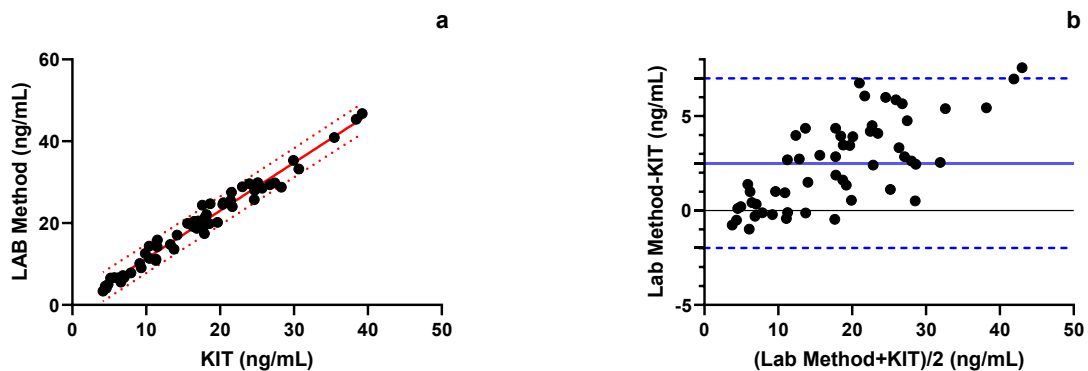 a
LAB Method (ng/mL)
60
40
20
0
0 10 20 30 40 50
KIT (ng/mL)
b
Lab Method-KIT (ng/mL)
5
0
-5
0 10 20 30 40 50
(Lab Method+KIT)/2 (ng/mL)